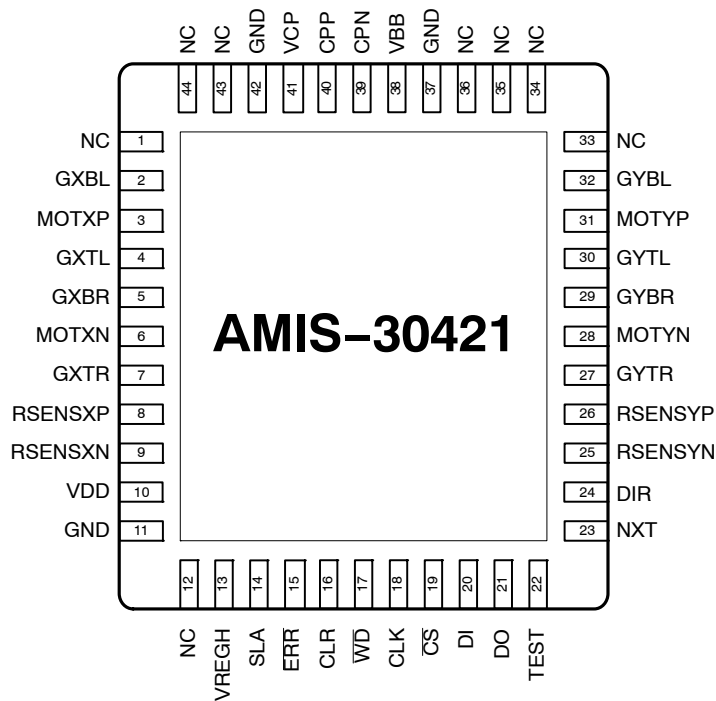 NC NC GND VCP CPP CPN VBB GND NC NC NC
44 43 42 41 40 39 38 37 36 35 34
NC 1
GXBL 2
MOTXP 3
GXTL 4
GXBR 5
MOTXN 6
GXTR 7
RSENSXP 8
RSENSXN 9
VDD 10
GND 11
AMIS–30421
33 NC
32 GYBL
31 MOTYP
30 GYTL
29 GYBR
28 MOTYN
27 GYTR
26 RSENSYP
25 RSENSYN
24 DIR
23 NXT
12 13 14 15 16 17 18 19 20 21 22
NC VREGH SLA ERR CLR WD CLK CS DI DO TEST